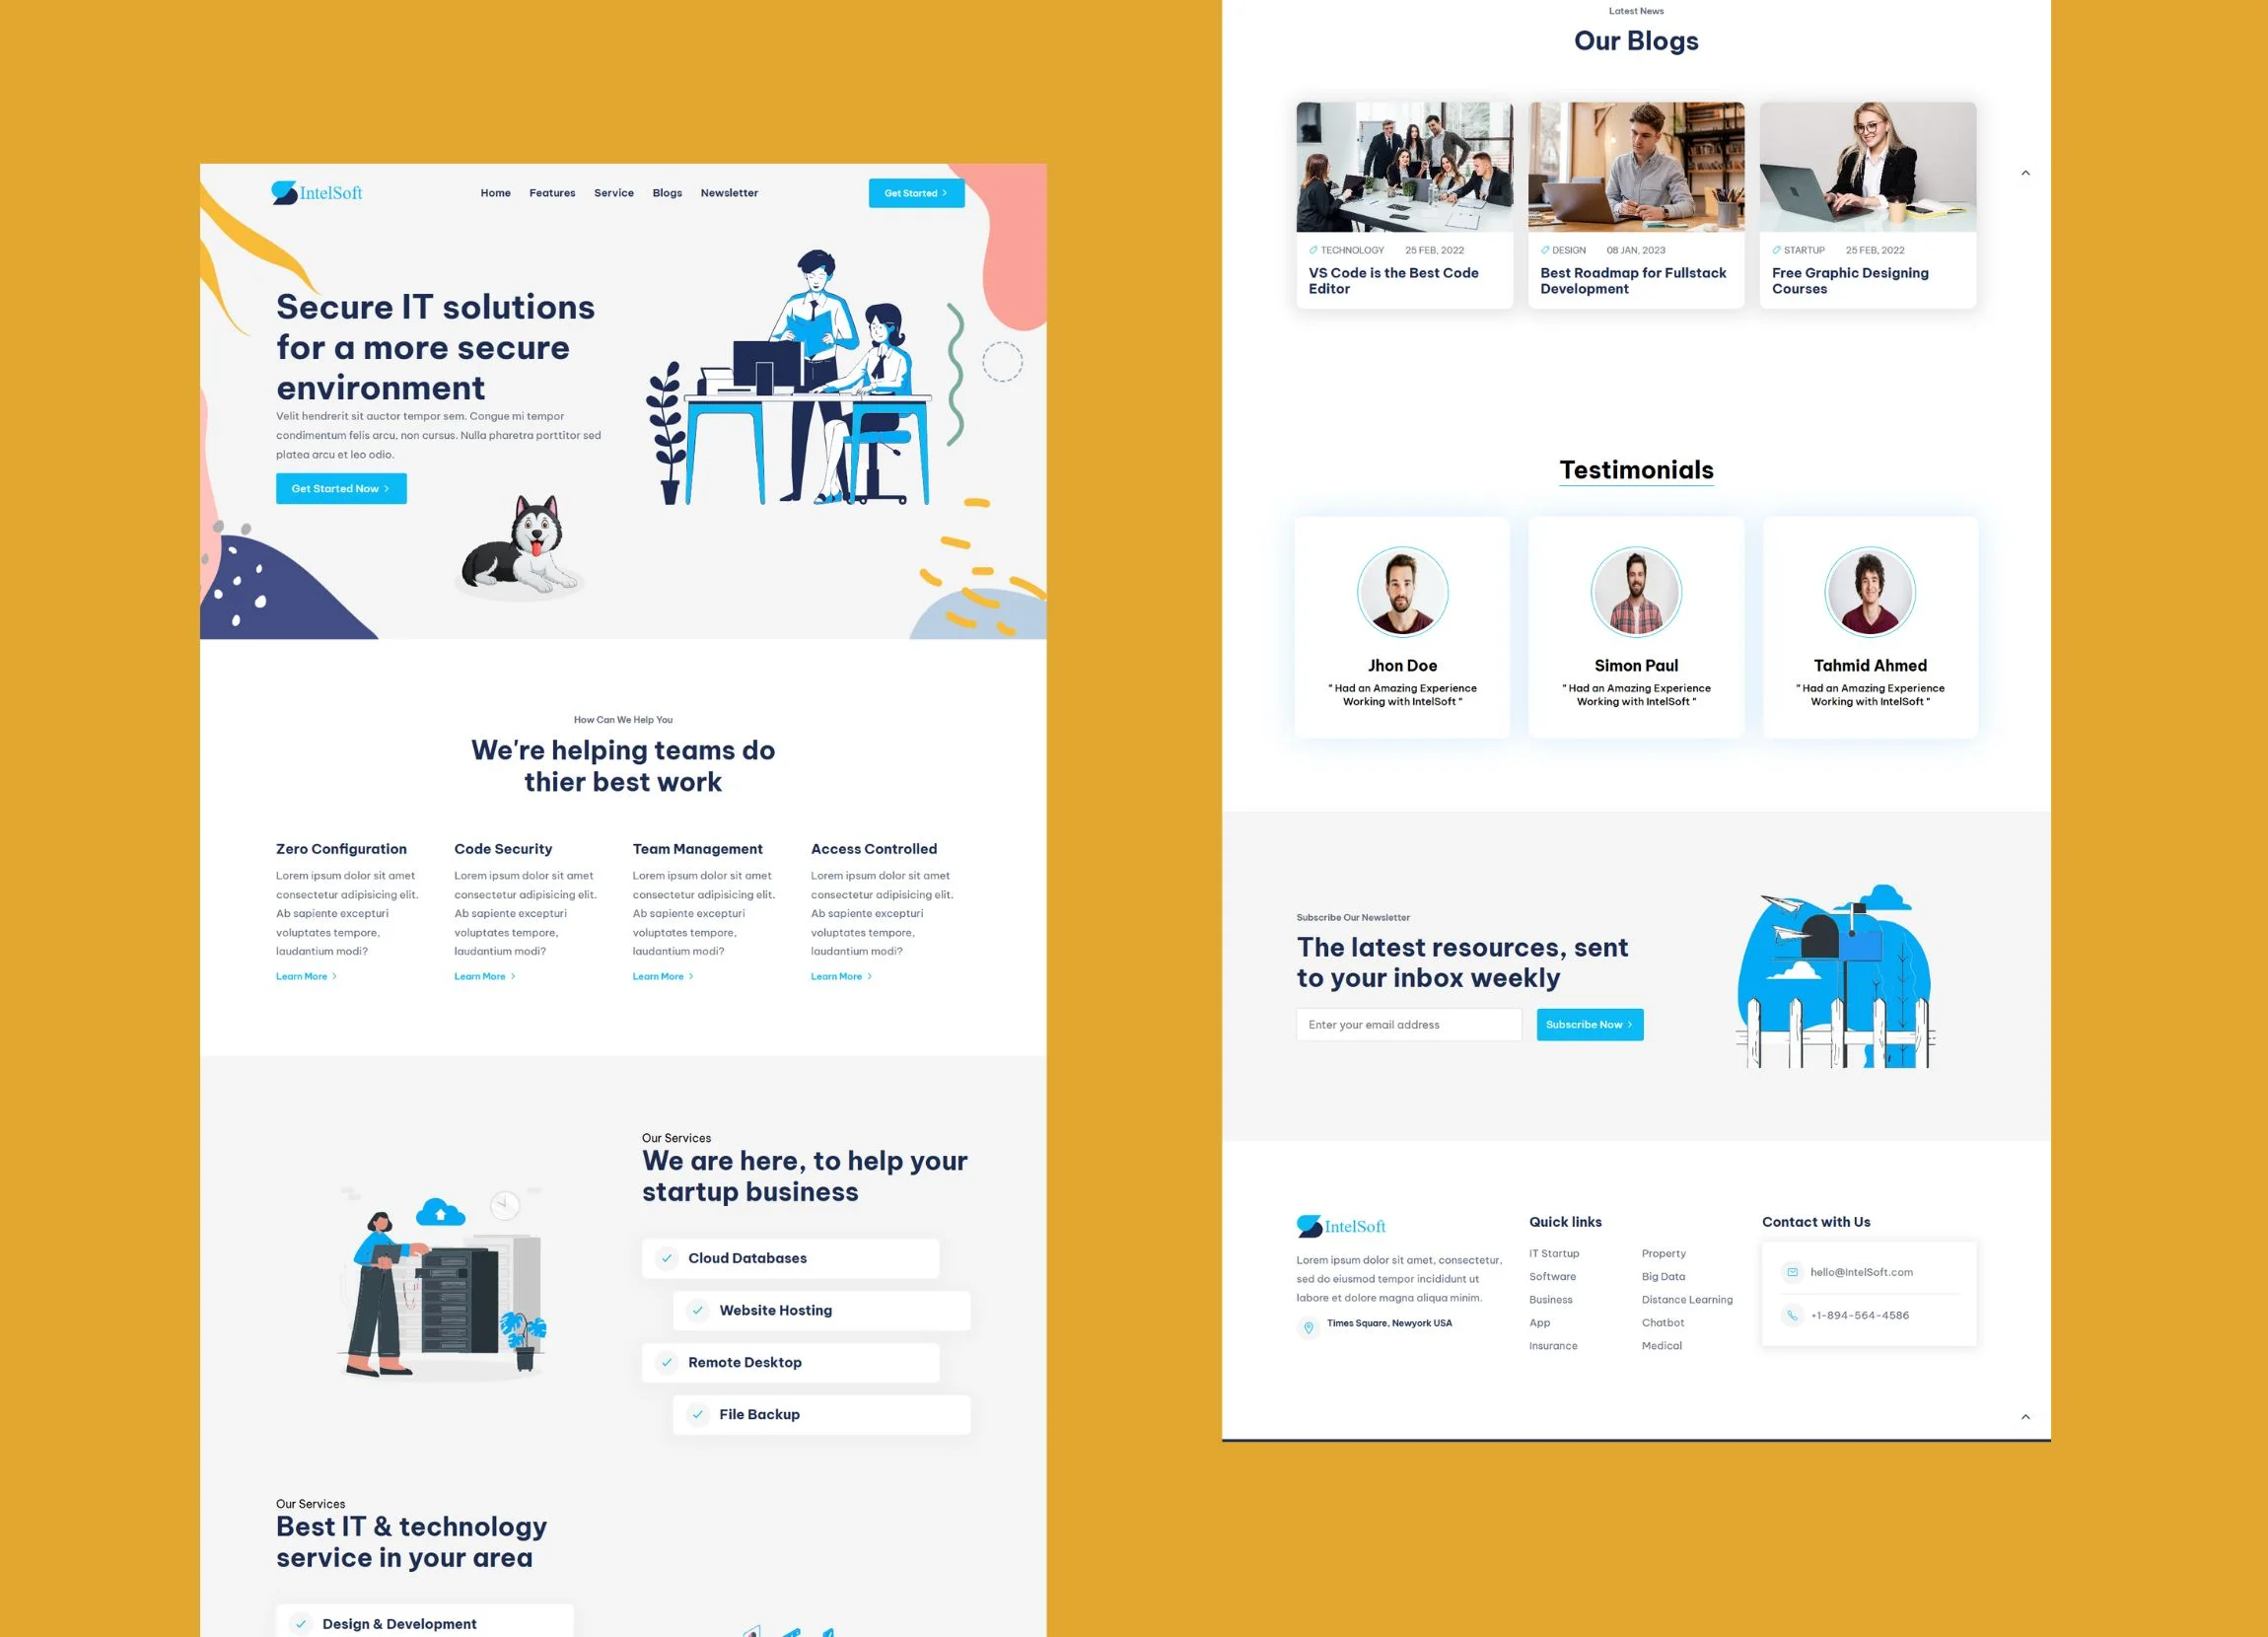 IntelSoft
Home Features Service Blogs Newsletter
Get Started
Secure IT solutions
for a more secure
environment
Velit hendrerit sit auctor tempor sem. Congue mi tempor
condimentum felis arcu, non cursus. Nulla pharetra porttitor sed
platea arcu et leo odio.
Get Started Now
How Can We Help You
We're helping teams do
thier best work
Zero Configuration
Lorem ipsum dolor sit amet
consectetur adipisicing elit.
Ab sapiente excepturi
voluptates tempore,
laudantium modi?
Learn More
Code Security
Lorem ipsum dolor sit amet
consectetur adipisicing elit.
Ab sapiente excepturi
voluptates tempore,
laudantium modi?
Learn More
Team Management
Lorem ipsum dolor sit amet
consectetur adipisicing elit.
Ab sapiente excepturi
voluptates tempore,
laudantium modi?
Learn More
Access Controlled
Lorem ipsum dolor sit amet
consectetur adipisicing elit.
Ab sapiente excepturi
voluptates tempore,
laudantium modi?
Learn More
Our Services
We are here, to help your
startup business
Cloud Databases
Website Hosting
Remote Desktop
File Backup
Our Services
Best IT & technology
service in your area
Design & Development
Latest News
Our Blogs
TECHNOLOGY 25 FEB, 2022
VS Code is the Best Code
Editor
DESIGN 08 JAN, 2023
Best Roadmap for Fullstack
Development
STARTUP 25 FEB, 2022
Free Graphic Designing
Courses
Testimonials
Jhon Doe
" Had an Amazing Experience
Working with IntelSoft "
Simon Paul
" Had an Amazing Experience
Working with IntelSoft "
Tahmid Ahmed
" Had an Amazing Experience
Working with IntelSoft "
Subscribe Our Newsletter
The latest resources, sent
to your inbox weekly
Enter your email address
Subscribe Now
IntelSoft
Lorem ipsum dolor sit amet, consectetur,
sed do eiusmod tempor incididunt ut
labore et dolore magna aliqua minim.
Times Square, Newyork USA
Quick links
IT Startup
Software
Business
App
Insurance
Property
Big Data
Distance Learning
Chatbot
Medical
Contact with Us
hello@IntelSoft.com
+1-894-564-4586